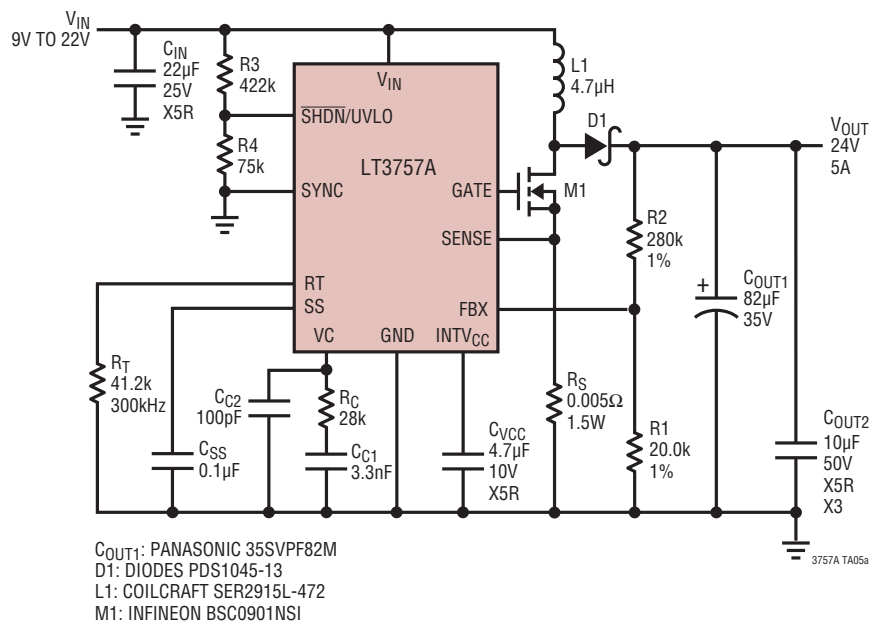 VIN
9V TO 22V
CIN
22µF
25V
X5R
R3
422k
R4
75k
VIN
SHDN/UVLO
LT3757A
SYNC
GATE
SENSE
RT
SS
FBX
VC
GND
INTVCC
L1
4.7µH
D1
M1
VOUT
24V
5A
R2
280k
1%
COUT1
+
82µF
35V
RT
41.2k
300kHz
CC2
100pF
RC
28k
CSS
0.1µF
CC1
3.3nF
CVCC
4.7µF
10V
X5R
RS
0.005Ω
1.5W
R1
20.0k
1%
COUT2
10µF
50V
X5R
X3
COUT1: PANASONIC 35SVPF82M
D1: DIODES PDS1045-13
L1: COILCRAFT SER2915L-472
M1: INFINEON BSC0901NSI
3757A TA05a